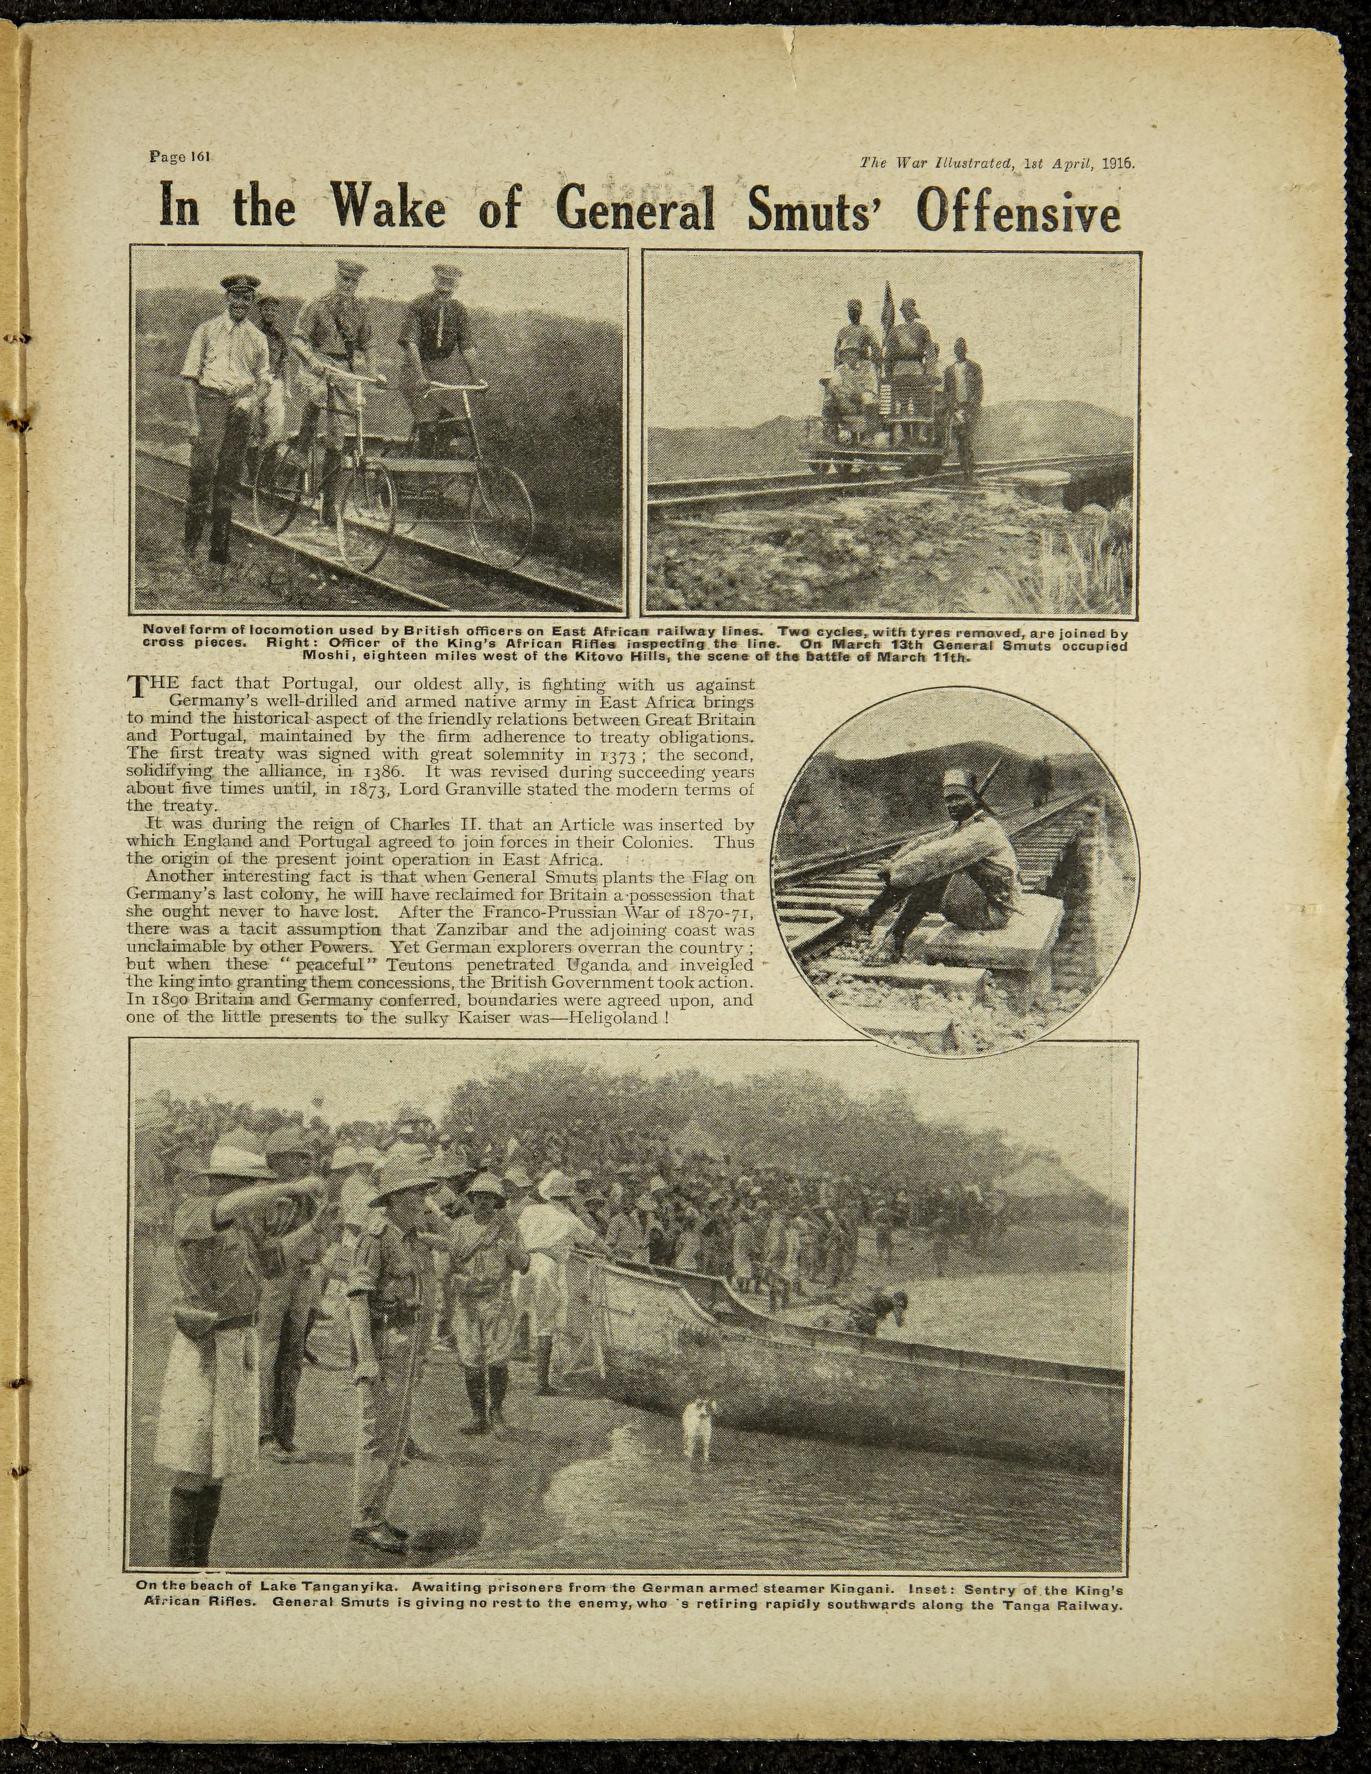 Page 161
The War Illustrated, 1st April, 1916.
In the Wake of General Smuts' Offensive
Novel form of locomotion used by British officers on East African railway lines. Two cycles, with tyres removed, are joined by
cross pieces. Right: Officer of the King's African Rifles inspecting the line. On March 13th General Smuts occupied
Moshi, eighteen miles west of the Kitovo Hills, the scene of the battle of March 11th.
THE fact that Portugal, our oldest ally, is fighting with us against
Germany's well-drilled and armed native army in East Africa brings
to mind the historical aspect of the friendly relations between Great Britain
and Portugal, maintained by the firm adherence to treaty obligations.
The first treaty was signed with great solemnity in 1373; the second,
solidifying the alliance, in 1386. It was revised during succeeding years
about five times until, in 1873, Lord Granville stated the modern terms of
the treaty.
It was during the reign of Charles II. that an Article was inserted by
which England and Portugal agreed to join forces in their Colonies. Thus
the origin of the present joint operation in East Africa.
Another interesting fact is that when General Smuts plants the Flag on
Germany's last colony, he will have reclaimed for Britain a possession that
she ought never to have lost. After the Franco-Prussian War of 1870-71,
there was a tacit assumption that Zanzibar and the adjoining coast was
unclaimable by other Powers. Yet German explorers overran the country;
but when these "peaceful" Teutons penetrated Uganda and inveigled
the king into granting them concessions, the British Government took action.
In 1890 Britain and Germany conferred, boundaries were agreed upon, and
one of the little presents to the sulky Kaiser was—Heligoland!
On the beach of Lake Tanganyika. Awaiting prisoners from the German armed steamer Kingani. Inset: Sentry of the King's
African Rifles. General Smuts is giving no rest to the enemy, who 's retiring rapidly southwards along the Tanga Railway.